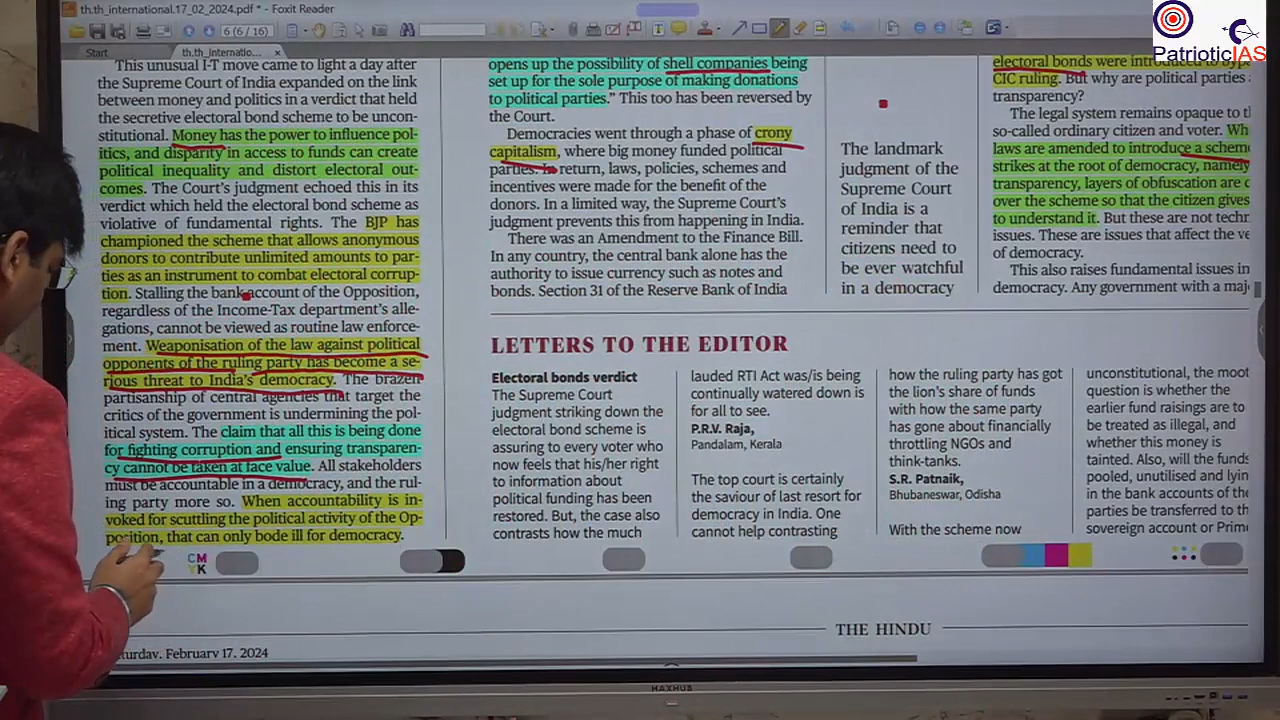 th.th_international.17_02_2024.pdf * - Foxit Reader
6 (6 / 16)
Start
th.th_internatio...
PatrioticIAS
This unusual I-T move came to light a day after
the Supreme Court of India expanded on the link
between money and politics in a verdict that held
the secretive electoral bond scheme to be uncon-
stitutional. Money has the power to influence pol-
itics, and disparity in access to funds can create
political inequality and distort electoral out-
comes. The Court's judgment echoed this in its
verdict which held the electoral bond scheme as
violative of fundamental rights. The BJP has
championed the scheme that allows anonymous
donors to contribute unlimited amounts to par-
ties as an instrument to combat electoral corrup-
tion. Stalling the bank account of the Opposition,
regardless of the Income-Tax department's alle-
gations, cannot be viewed as routine law enforce-
ment. Weaponisation of the law against political
opponents of the ruling party has become a se-
rious threat to India's democracy. The brazen
partisanship of central agencies that target the
critics of the government is undermining the pol-
itical system. The claim that all this is being done
for fighting corruption and ensuring transparen-
cy cannot be taken at face value. All stakeholders
must be accountable in a democracy, and the rul-
ing party more so. When accountability is in-
voked for scuttling the political activity of the Op-
position, that can only bode ill for democracy.
opens up the possibility of shell companies being
set up for the sole purpose of making donations
to political parties." This too has been reversed by
the Court.
Democracies went through a phase of crony
capitalism, where big money funded political
parties. In return, laws, policies, schemes and
incentives were made for the benefit of the
donors. In a limited way, the Supreme Court's
judgment prevents this from happening in India.
There was an Amendment to the Finance Bill.
In any country, the central bank alone has the
authority to issue currency such as notes and
bonds. Section 31 of the Reserve Bank of India
The landmark
judgment of the
Supreme Court
of India is a
reminder that
citizens need to
be ever watchful
in a democracy
electoral bonds were introduced to byp
CIC ruling. But why are political parties
transparency?
The legal system remains opaque to t
so-called ordinary citizen and voter. Wh
laws are amended to introduce a scheme
strikes at the root of democracy, namely
transparency, layers of obfuscation are c
over the scheme so that the citizen gives
to understand it. But these are not techn
issues. These are issues that affect the ve
of democracy.
This also raises fundamental issues in
democracy. Any government with a maj
LETTERS TO THE EDITOR
Electoral bonds verdict
The Supreme Court
judgment striking down the
electoral bond scheme is
assuring to every voter who
now feels that his/her right
to information about
political funding has been
restored. But, the case also
contrasts how the much
lauded RTI Act was/is being
continually watered down is
for all to see.
P.R.V. Raja,
Pandalam, Kerala
The top court is certainly
the saviour of last resort for
democracy in India. One
cannot help contrasting
how the ruling party has got
the lion's share of funds
with how the same party
has gone about financially
throttling NGOs and
think-tanks.
S.R. Patnaik,
Bhubaneswar, Odisha
With the scheme now
unconstitutional, the moot
question is whether the
earlier fund raisings are to
be treated as illegal, and
whether this money is
tainted. Also, will the funds
pooled, unutilised and lyin
in the bank accounts of the
parties be transferred to th
sovereign account or Prim
CM
YK
THE HINDU
turday, February 17, 2024
MAXHUB